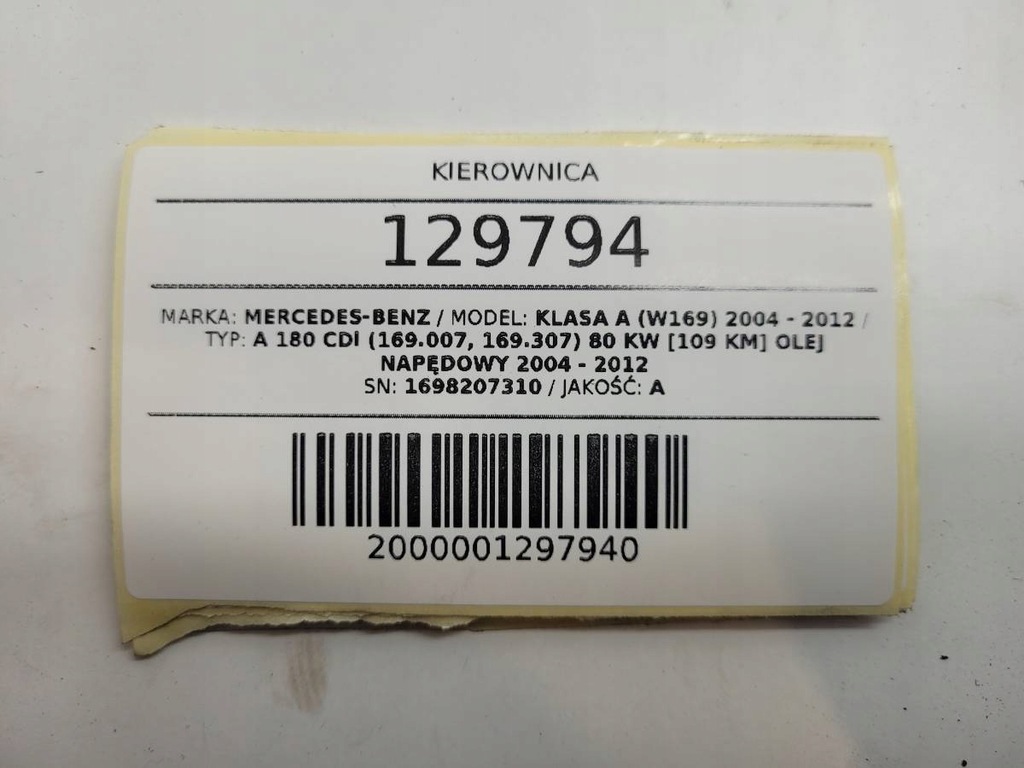 KIEROWNICA
129794
MARKA: MERCEDES-BENZ / MODEL: KLASA A (W169) 2004 - 2012 /
TYP: A 180 CDI (169.007, 169.307) 80 KW [109 KM] OLEJ
NAPĘDOWY 2004 - 2012
SN: 1698207310 / JAKOŚĆ: A
2000001297940